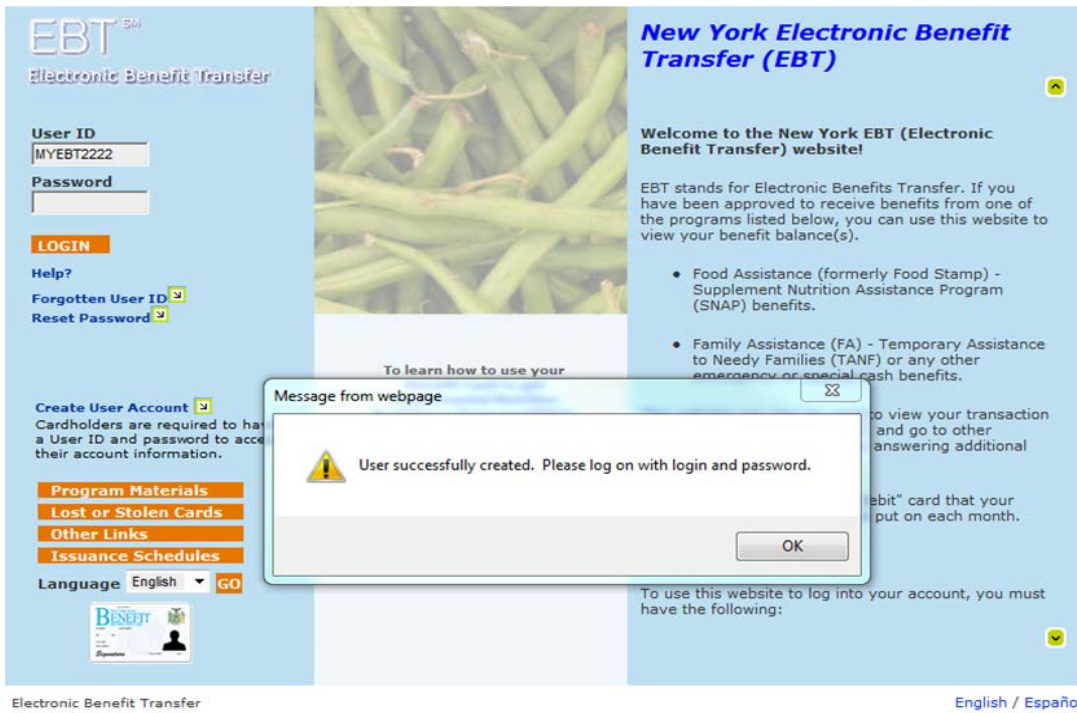 EBT SM
Electronic Benefit Transfer
User ID
MYEBT2222
Password
LOGIN
Help?
Forgotten User ID
Reset Password
Create User Account
Cardholders are required to ha
a User ID and password to acce
their account information.
Program Materials
Lost or Stolen Cards
Other Links
Issuance Schedules
Language English GO
BENEFIT
Signature
To learn how to use your
New York Electronic Benefit
Transfer (EBT)
Welcome to the New York EBT (Electronic
Benefit Transfer) website!
EBT stands for Electronic Benefits Transfer. If you
have been approved to receive benefits from one of
the programs listed below, you can use this website to
view your benefit balance(s).
• Food Assistance (formerly Food Stamp) -
Supplement Nutrition Assistance Program
(SNAP) benefits.
• Family Assistance (FA) - Temporary Assistance
to Needy Families (TANF) or any other
emergency or special cash benefits.
to view your transaction
and go to other
answering additional
ebit" card that your
put on each month.
To use this website to log into your account, you must
have the following:
Message from webpage
User successfully created. Please log on with login and password.
OK
Electronic Benefit Transfer
English / Españo